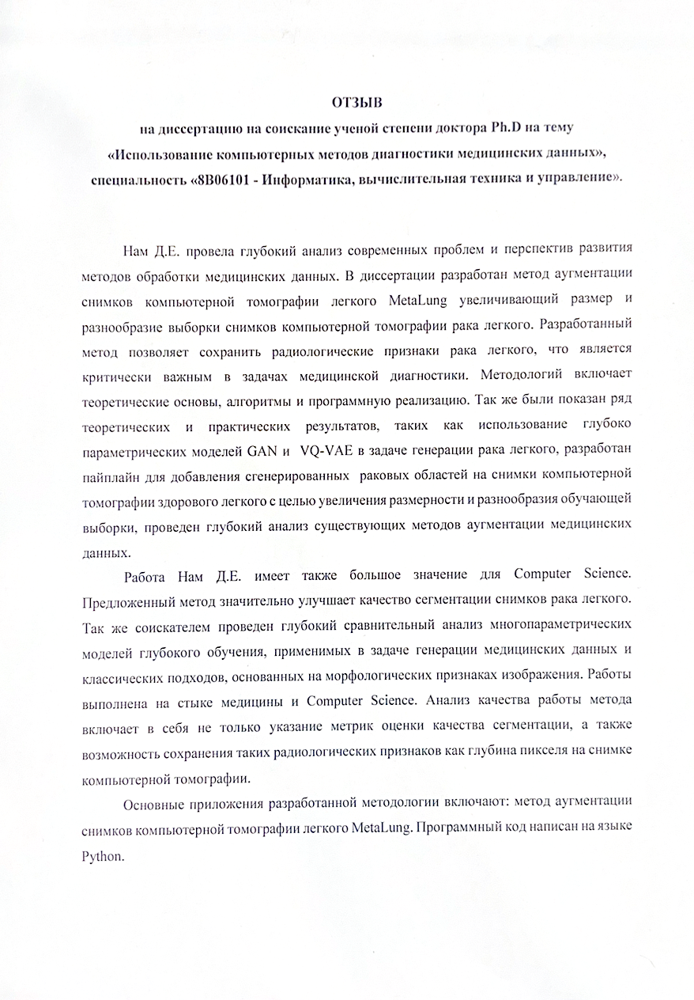 ОТЗЫВ
на диссертацию на соискание ученой степени доктора Ph.D на тему
«Использование компьютерных методов диагностики медицинских данных»,
специальность «8В06101 - Информатика, вычислительная техника и управление».
Нам Д.Е. провела глубокий анализ современных проблем и перспектив развития
методов обработки медицинских данных. В диссертации разработан метод аугментации
снимков компьютерной томографии легкого MetaLung увеличивающий размер и
разнообразие выборки снимков компьютерной томографии рака легкого. Разработанный
метод позволяет сохранить радиологические признаки рака легкого, что является
критически важным в задачах медицинской диагностики. Методологий включает
теоретические основы, алгоритмы и программную реализацию. Так же были показан ряд
теоретических и практических результатов, таких как использование глубоко
параметрических моделей GAN и VQ-VAE в задаче генерации рака легкого, разработан
пайплайн для добавления сгенерированных раковых областей на снимки компьютерной
томографии здорового легкого с целью увеличения размерности и разнообразия обучающей
выборки, проведен глубокий анализ существующих методов аугментации медицинских
данных.
Работа Нам Д.Е. имеет также большое значение для Computer Science.
Предложенный метод значительно улучшает качество сегментации снимков рака легкого.
Так же соискателем проведен глубокий сравнительный анализ многопараметрических
моделей глубокого обучения, применимых в задаче генерации медицинских данных и
классических подходов, основанных на морфологических признаках изображения. Работы
выполнена на стыке медицины и Computer Science. Анализ качества работы метода
включает в себя не только указание метрик оценки качества сегментации, а также
возможность сохранения таких радиологических признаков как глубина пикселя на снимке
компьютерной томографии.
Основные приложения разработанной методологии включают: метод аугментации
снимков компьютерной томографии легкого MetaLung. Программный код написан на языке
Python.